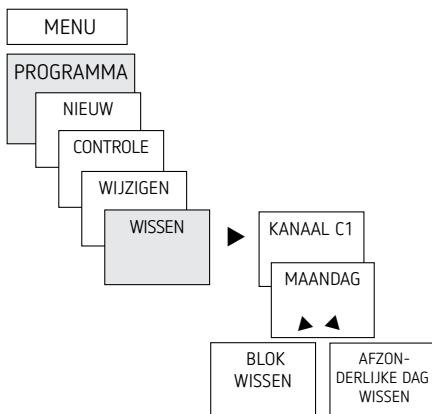 MENU
PROGRAMMA
NIEUW
CONTROLE
WIJZIGEN
WISSEN
KANAAL C1
MAANDAG
BLOK
WISSEN
AFZON-
DERLIJKE DAG
WISSEN